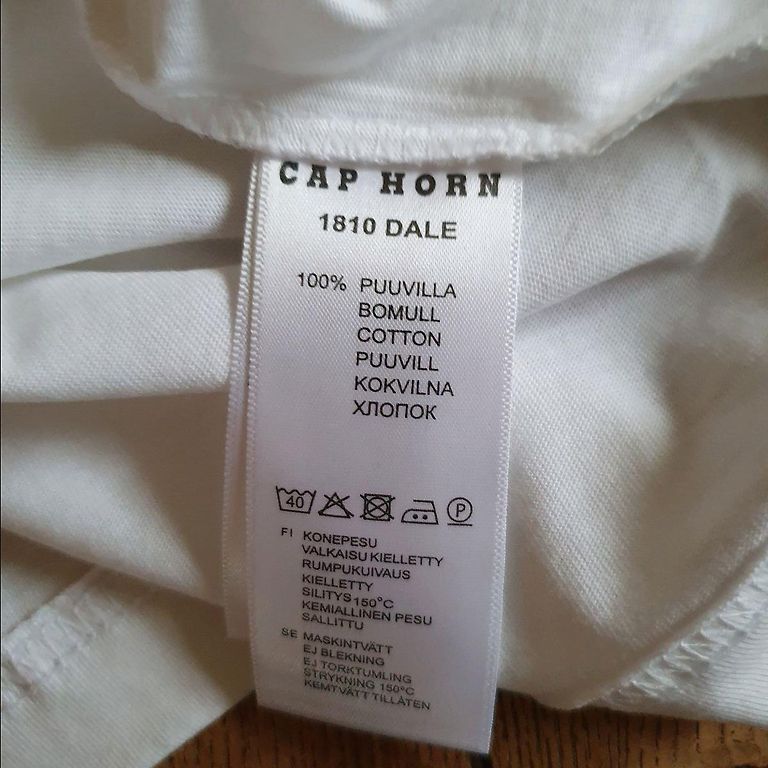 CAP HORN
1810 DALE
100% PUUVILLA
BOMULL
COTTON
PUUVILL
KOKVILNA
ХЛОПОК
40 P
FI KONEPESU
VALKAISU KIELLETTY
RUMPUKUIVAUS
KIELLETTY
SILITYS 150°C
KEMIALLINEN PESU
SALLITTU
SE MASKINTVÄTT
EJ BLEKNING
EJ TORKTUMLING
STRYKNING 150°C
KEMTVÄTT TILLÅTEN